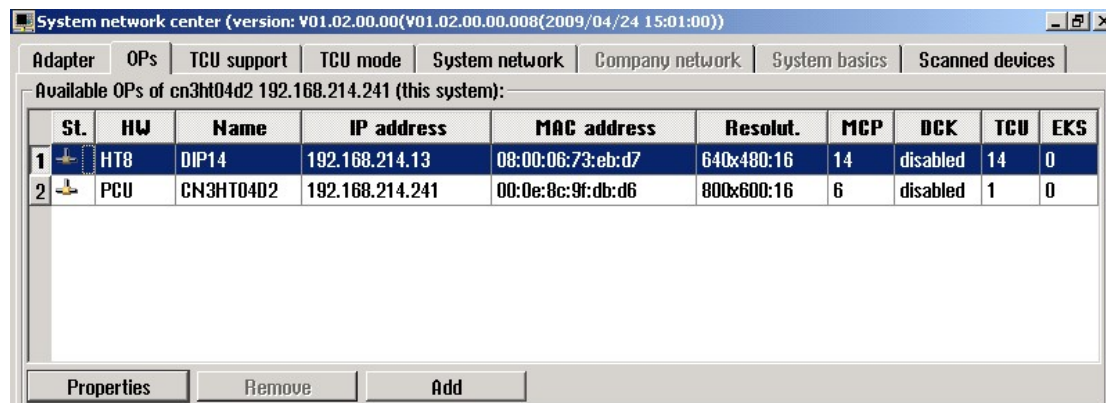 System network center (version: V01.02.00.00(V01.02.00.00.008(2009/04/24 15:01:00))
Adapter OPs TCU support TCU mode System network Company network System basics Scanned devices
Available OPs of cn3ht04d2 192.168.214.241 (this system):
St. HW Name IP address MAC address Resolut. MCP DCK TCU EKS
1 HT8 DIP14 192.168.214.13 08:00:06:73:eb:d7 640x480:16 14 disabled 14 0
2 PCU CN3HT04D2 192.168.214.241 00:0e:8c:9f:db:d6 800x600:16 6 disabled 1 0
Properties Remove Add